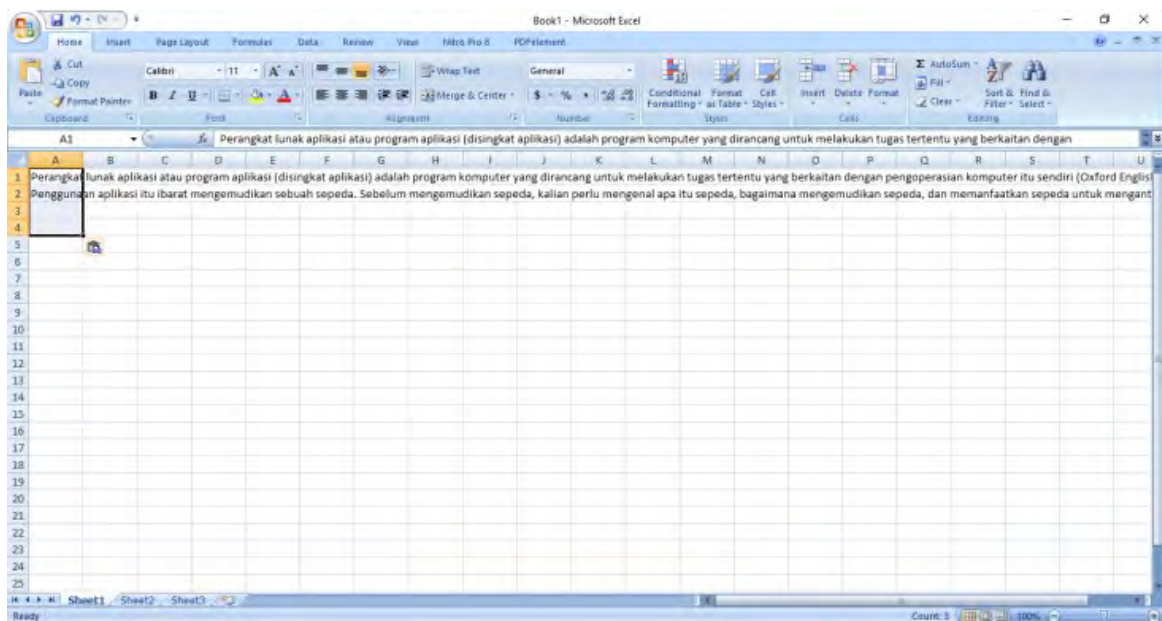 Book1 - Microsoft Excel
Home Insert Page Layout Formulas Data Review View Nitro Pro 8 PDFelement
Cut
Copy
Format Painter
Paste
Clipboard
Calibri 11 A A
B I U A
Font
Wrap Text
Merge & Center
Alignment
General
$ % ,
Number
Conditional Formatting
Format as Table
Cell Styles
Styles
Insert Delete Format
Cells
Σ AutoSum
Fill
Clear
Sort & Filter
Find & Select
Editing
A1 fx Perangkat lunak aplikasi atau program aplikasi (disingkat aplikasi) adalah program komputer yang dirancang untuk melakukan tugas tertentu yang berkaitan dengan
A B C D E F G H I J K L M N O P Q R S T U
1 Perangkat lunak aplikasi atau program aplikasi (disingkat aplikasi) adalah program komputer yang dirancang untuk melakukan tugas tertentu yang berkaitan dengan pengoperasian komputer itu sendiri (Oxford Englis
2 Penggunaan aplikasi itu ibarat mengemudikan sebuah sepeda. Sebelum mengemudikan sepeda, kalian perlu mengenal apa itu sepeda, bagaimana mengemudikan sepeda, dan memanfaatkan sepeda untuk mengant
3
4
5
6
7
8
9
10
11
12
13
14
15
16
17
18
19
20
21
22
23
24
25
Sheet1 Sheet2 Sheet3
Ready Count: 3 100%